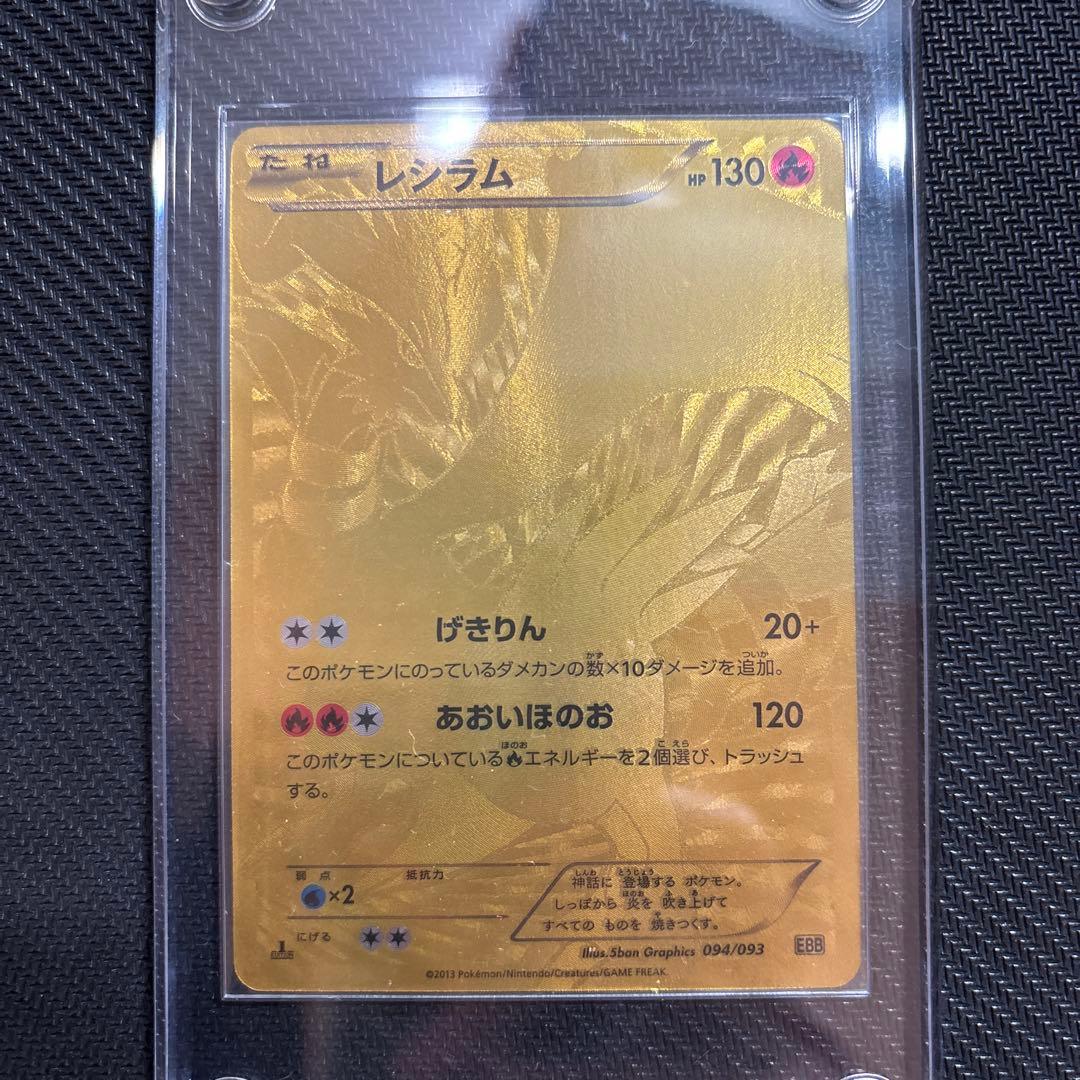 たね レシラム HP 130
げきりん 20+
このポケモンにのっているダメカンの数×10ダメージを追加。
あおいほのお 120
このポケモンについている エネルギーを2個選び、トラッシュ
する。
弱点 抵抗力
×2
にげる
神話に 登場する ポケモン。
しっぽから 炎を 吹き上げて
すべての ものを 焼きつくす。
Illus.5ban Graphics 094/093 EBB
©2013 Pokémon/Nintendo/Creatures/GAME FREAK.